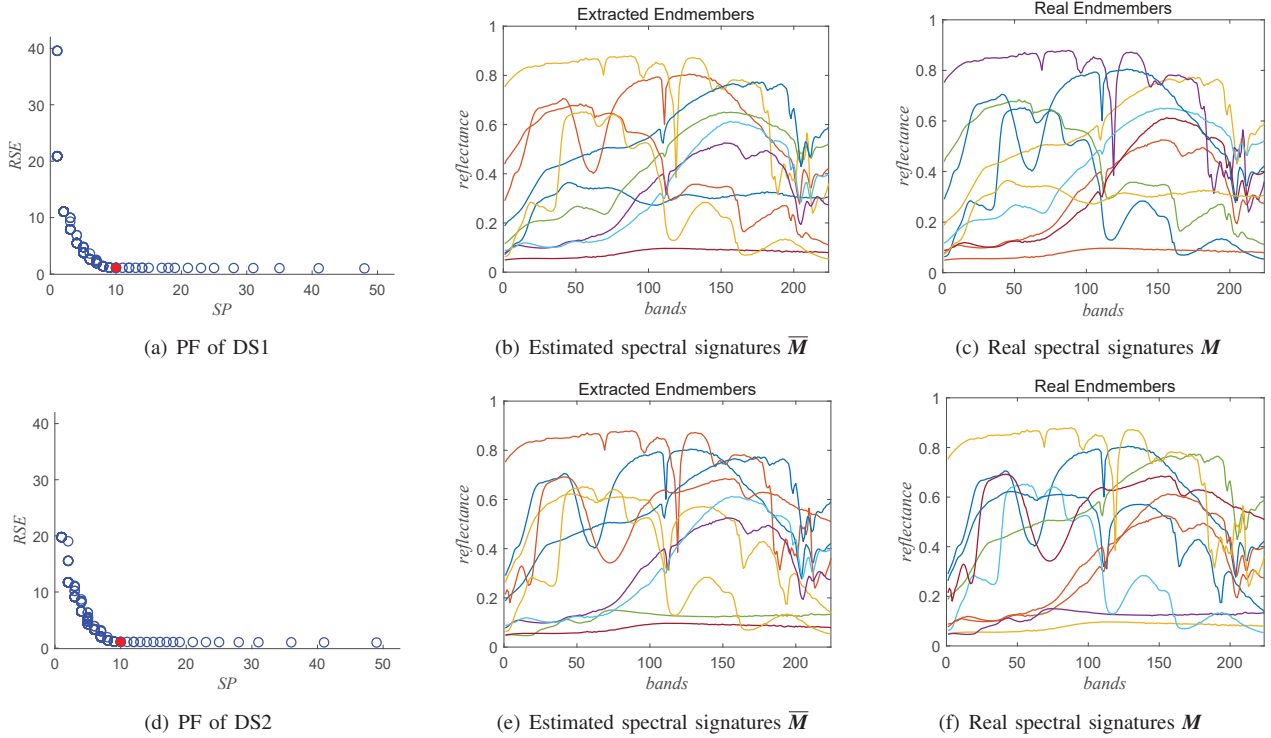 40
30
20
10
0
RSE
0 10 20 30 40 50
SP
(a) PF of DS1
Extracted Endmembers
1
0.8
0.6
0.4
0.2
0
reflectance
0 50 100 150 200
bands
(b) Estimated spectral signatures M̅
Real Endmembers
1
0.8
0.6
0.4
0.2
0
reflectance
0 50 100 150 200
bands
(c) Real spectral signatures M
40
30
20
10
0
RSE
0 10 20 30 40 50
SP
(d) PF of DS2
Extracted Endmembers
1
0.8
0.6
0.4
0.2
0
reflectance
0 50 100 150 200
bands
(e) Estimated spectral signatures M̅
Real Endmembers
1
0.8
0.6
0.4
0.2
0
reflectance
0 50 100 150 200
bands
(f) Real spectral signatures M